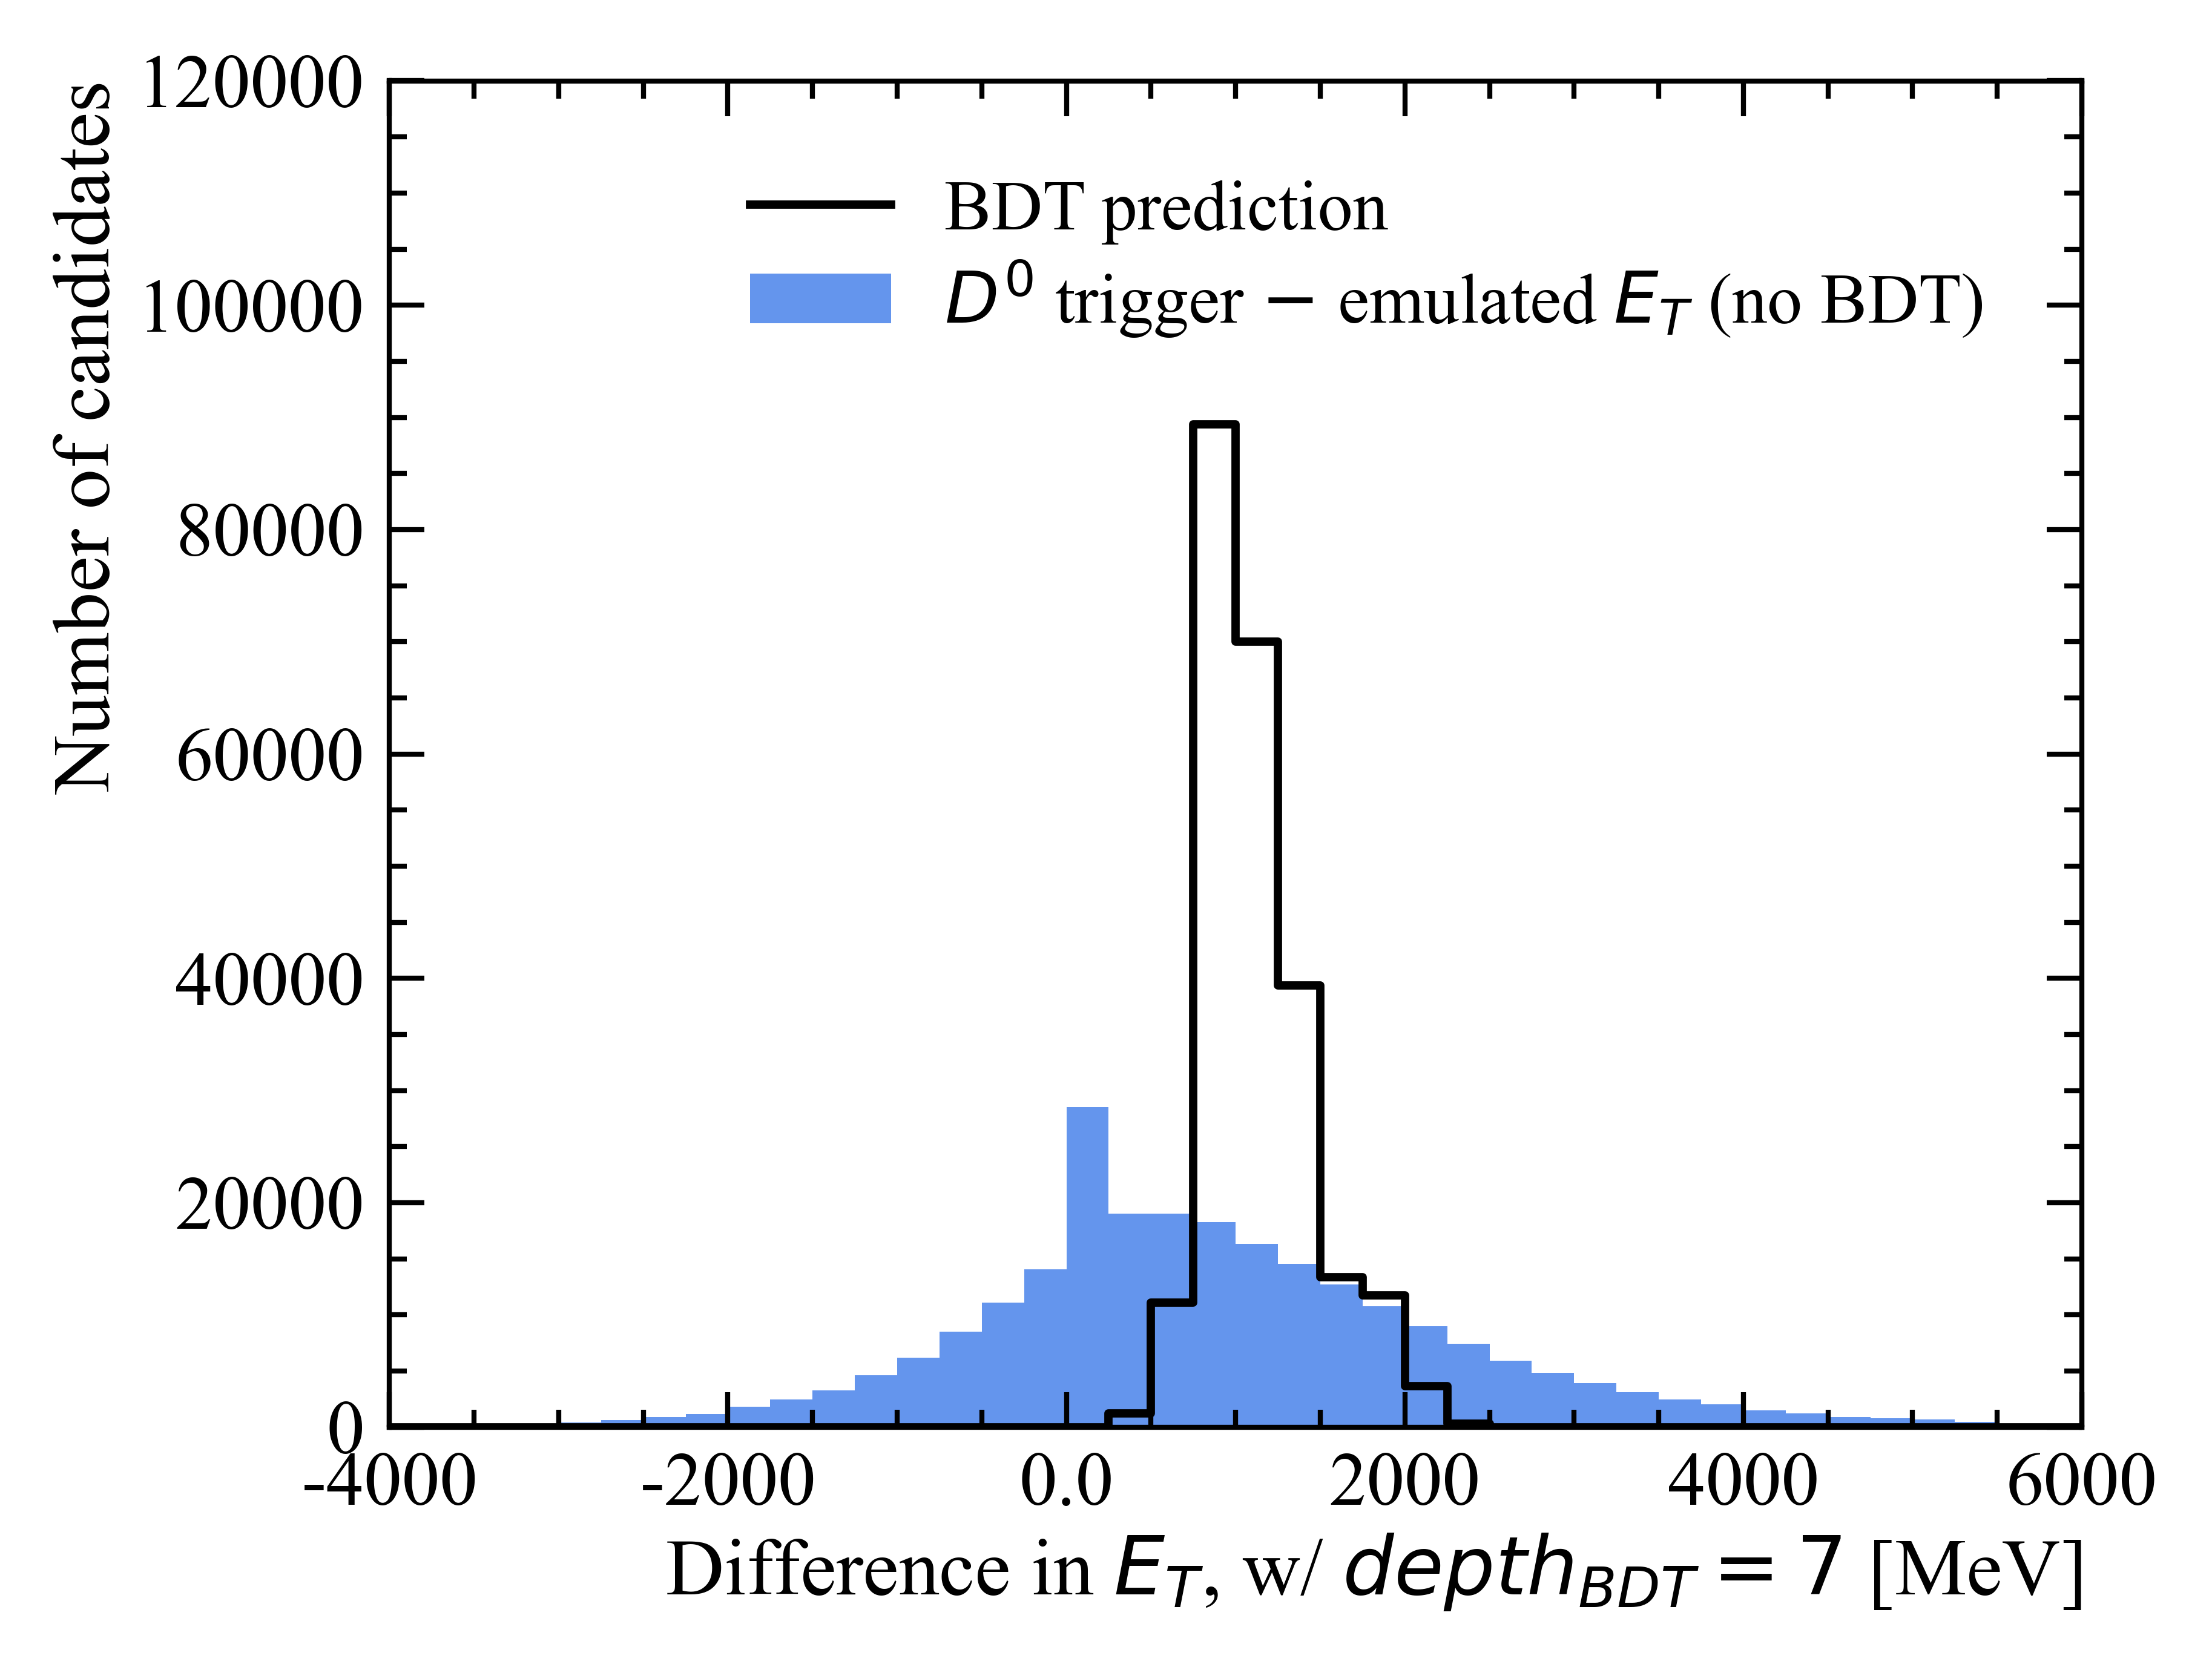 Number of candidates
120000
100000
80000
60000
40000
20000
0
BDT prediction
D⁰ trigger − emulated E_T (no BDT)
-4000 -2000 0.0 2000 4000 6000
Difference in E_T, w/ depth_BDT = 7 [MeV]